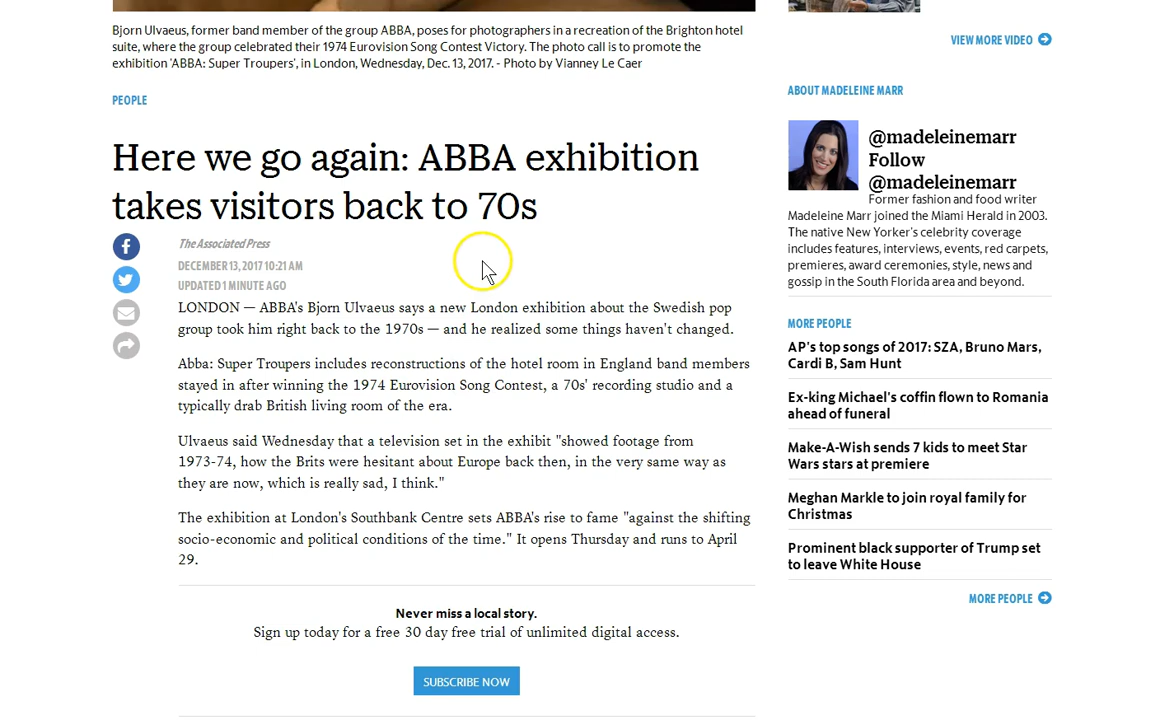 Bjorn Ulvaeus, former band member of the group ABBA, poses for photographers in a recreation of the Brighton hotel
suite, where the group celebrated their 1974 Eurovision Song Contest Victory. The photo call is to promote the
exhibition 'ABBA: Super Troupers', in London, Wednesday, Dec. 13, 2017. - Photo by Vianney Le Caer
PEOPLE
Here we go again: ABBA exhibition
takes visitors back to 70s
The Associated Press
DECEMBER 13, 2017 10:21 AM
UPDATED 1 MINUTE AGO
LONDON — ABBA's Bjorn Ulvaeus says a new London exhibition about the Swedish pop
group took him right back to the 1970s — and he realized some things haven't changed.
Abba: Super Troupers includes reconstructions of the hotel room in England band members
stayed in after winning the 1974 Eurovision Song Contest, a 70s' recording studio and a
typically drab British living room of the era.
Ulvaeus said Wednesday that a television set in the exhibit "showed footage from
1973-74, how the Brits were hesitant about Europe back then, in the very same way as
they are now, which is really sad, I think."
The exhibition at London's Southbank Centre sets ABBA's rise to fame "against the shifting
socio-economic and political conditions of the time." It opens Thursday and runs to April
29.
Never miss a local story.
Sign up today for a free 30 day free trial of unlimited digital access.
SUBSCRIBE NOW
VIEW MORE VIDEO
ABOUT MADELEINE MARR
@madeleinemarr
Follow
@madeleinemarr
Former fashion and food writer
Madeleine Marr joined the Miami Herald in 2003.
The native New Yorker's celebrity coverage
includes features, interviews, events, red carpets,
premieres, award ceremonies, style, news and
gossip in the South Florida area and beyond.
MORE PEOPLE
AP's top songs of 2017: SZA, Bruno Mars,
Cardi B, Sam Hunt
Ex-king Michael's coffin flown to Romania
ahead of funeral
Make-A-Wish sends 7 kids to meet Star
Wars stars at premiere
Meghan Markle to join royal family for
Christmas
Prominent black supporter of Trump set
to leave White House
MORE PEOPLE